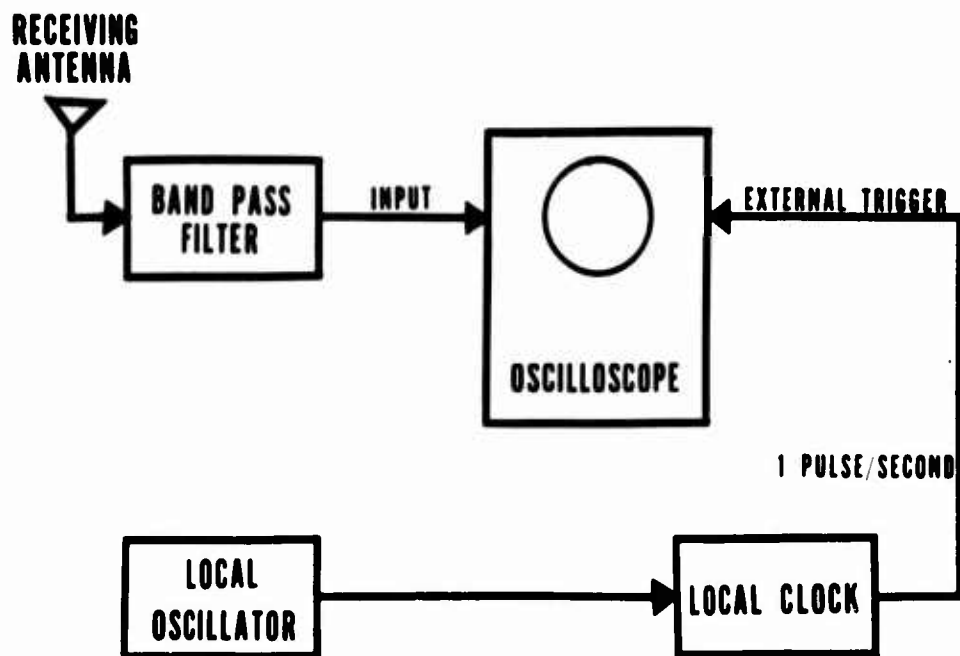 RECEIVING
ANTENNA
BAND PASS
FILTER
INPUT
EXTERNAL TRIGGER
OSCILLOSCOPE
1 PULSE/SECOND
LOCAL
OSCILLATOR
LOCAL CLOCK